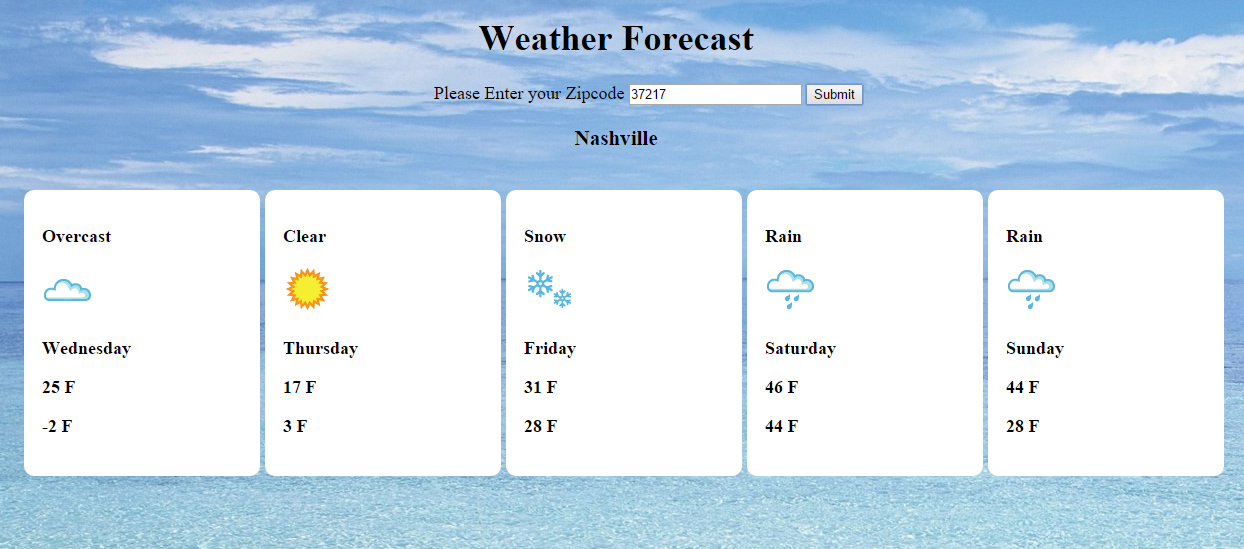 Weather Forecast
Please Enter your Zipcode 37217 Submit
Nashville
Overcast
Wednesday
25 F
-2 F
Clear
Thursday
17 F
3 F
Snow
Friday
31 F
28 F
Rain
Saturday
46 F
44 F
Rain
Sunday
44 F
28 F